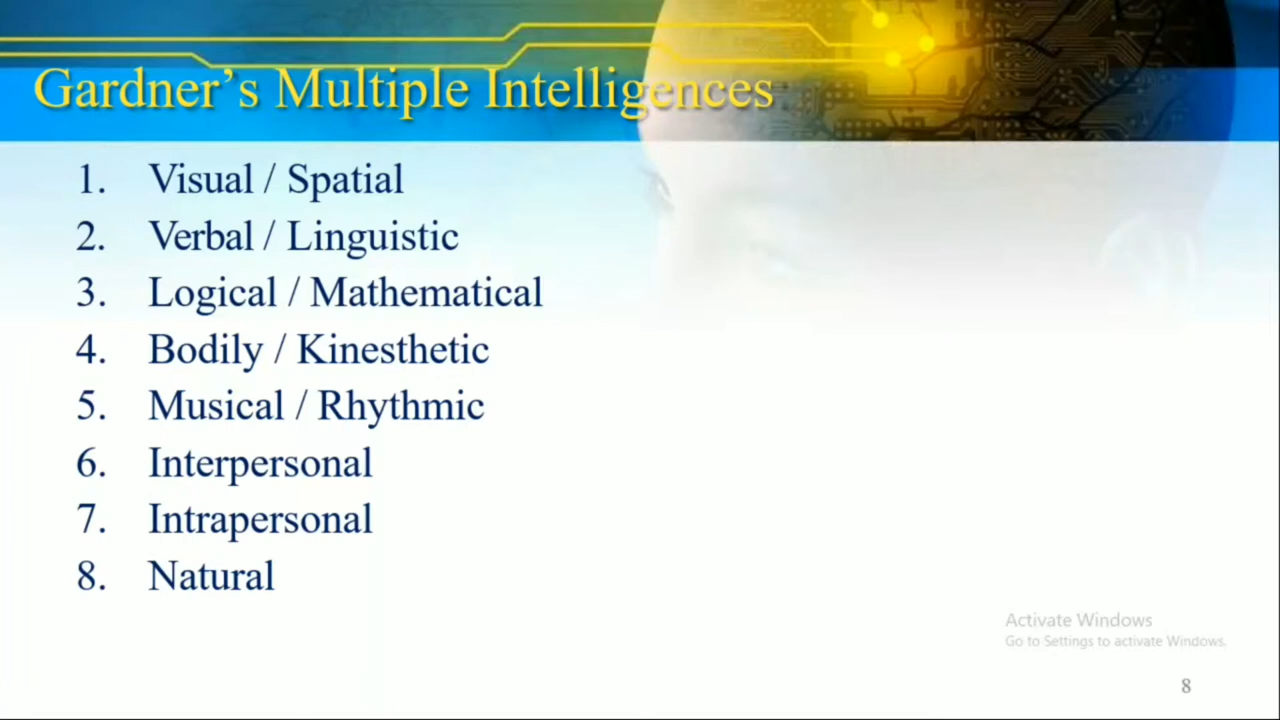 Gardner’s Multiple Intelligences
1. Visual / Spatial
2. Verbal / Linguistic
3. Logical / Mathematical
4. Bodily / Kinesthetic
5. Musical / Rhythmic
6. Interpersonal
7. Intrapersonal
8. Natural
Activate Windows
Go to Settings to activate Windows.
8